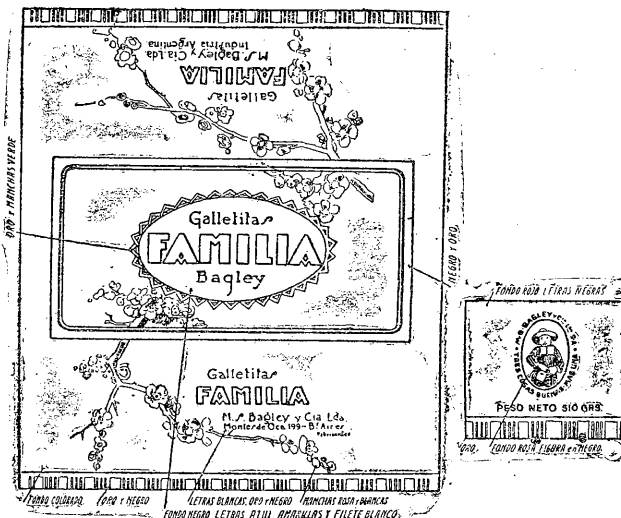 Galletitas
FAMILIA
M.S. Bagley y Cia. Lda.
Industria Argentina
ORO Y MANCHAS VERDE
NEGRO Y ORO.
Galletitas
FAMILIA
Bagley
Galletitas
FAMILIA
M.S. Bagley y Cia Lda.
Montes de Oca 199 - Bs Aires
FONDO ROJO LETRAS NEGRAS
PESO NETO 510 GRS.
ORO.
FONDO ROSA FIGURA en NEGRO.
FONDO COLORADO.
ORO Y NEGRO
LETRAS BLANCAS, ORO Y NEGRO
MANCHAS ROSA Y BLANCAS
FONDO NEGRO LETRAS AZUL AMARILLAS Y FILETE BLANCO.